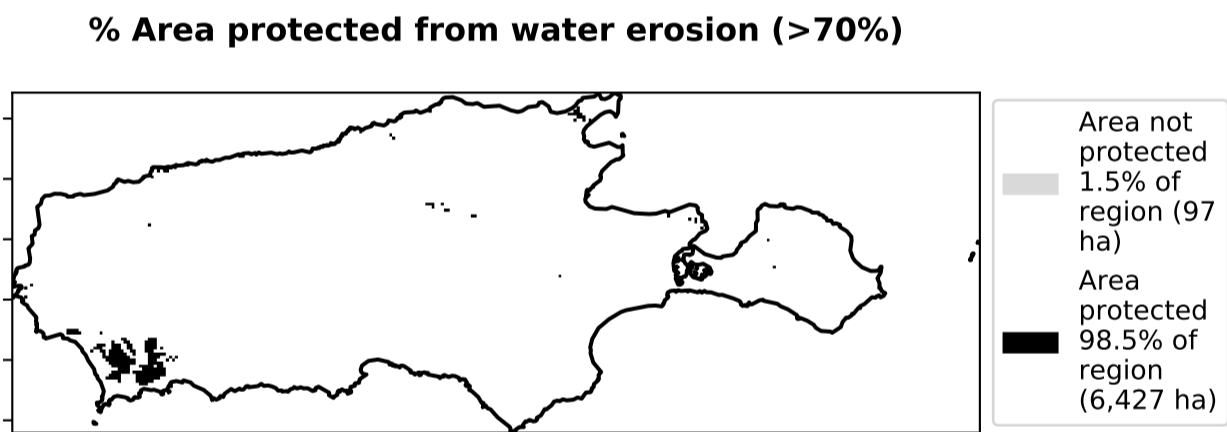 % Area protected from water erosion (>70%)
Area not
protected
1.5% of
region (97
ha)
Area
protected
98.5% of
region
(6,427 ha)